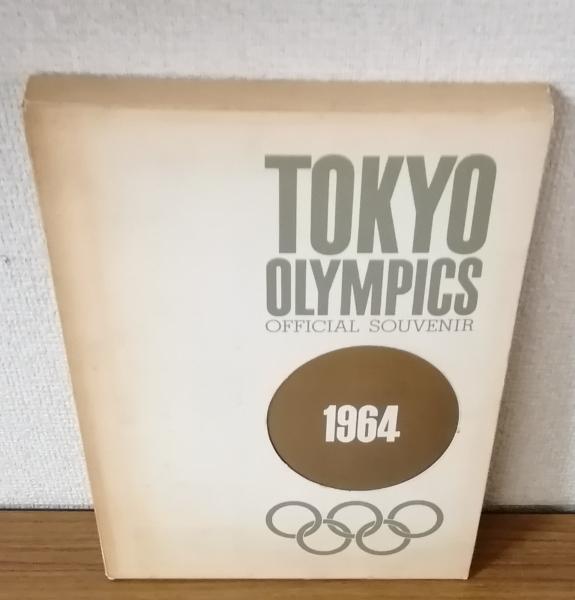 TOKYO
OLYMPICS
OFFICIAL SOUVENIR
1964